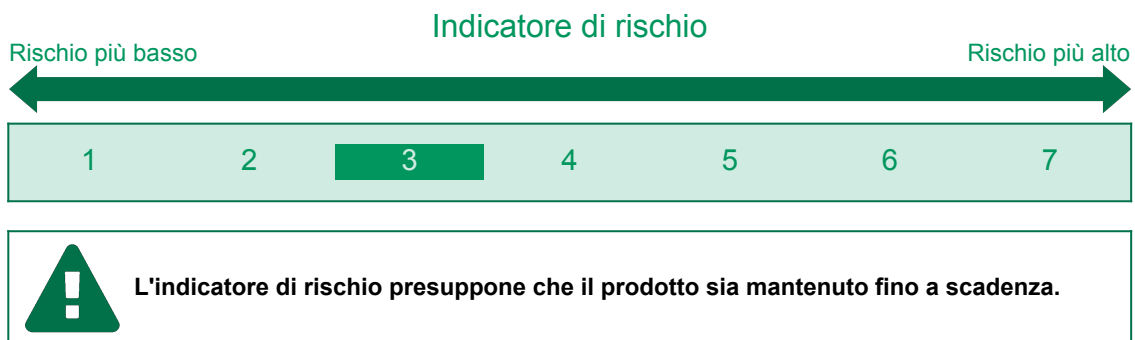 Indicatore di rischio
Rischio più basso Rischio più alto
1 2 3 4 5 6 7
L'indicatore di rischio presuppone che il prodotto sia mantenuto fino a scadenza.